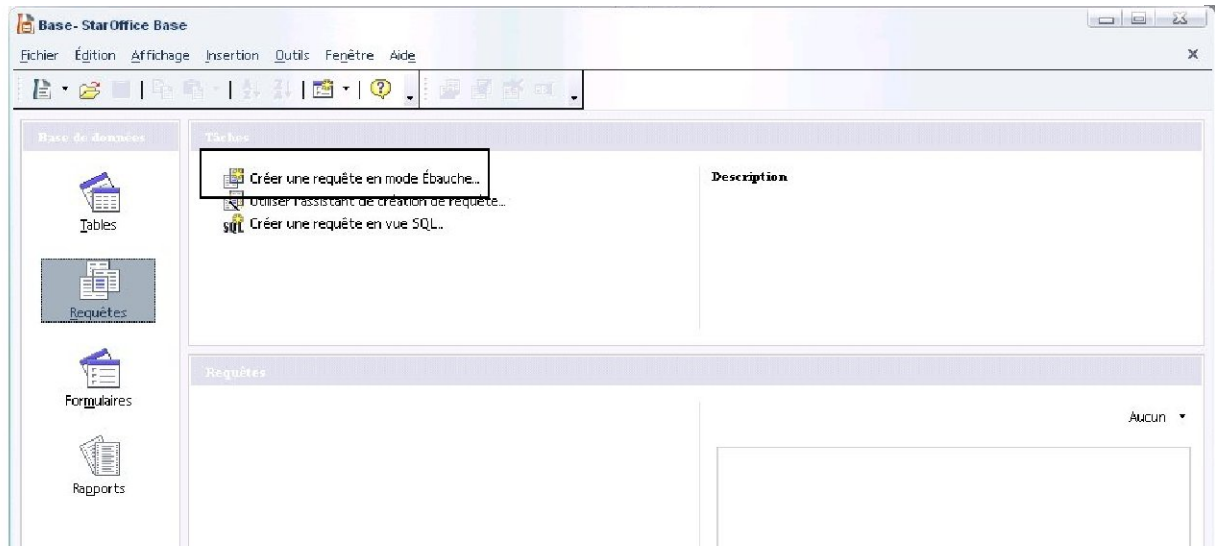 Base- StarOffice Base
Fichier Édition Affichage Insertion Outils Fenêtre Aide
Base de données
Tâches
Créer une requête en mode Ébauche...
Description
Utiliser l'assistant de création de requête...
Tables
SQL Créer une requête en vue SQL...
Requêtes
Requêtes
Formulaires
Aucun
Rapports